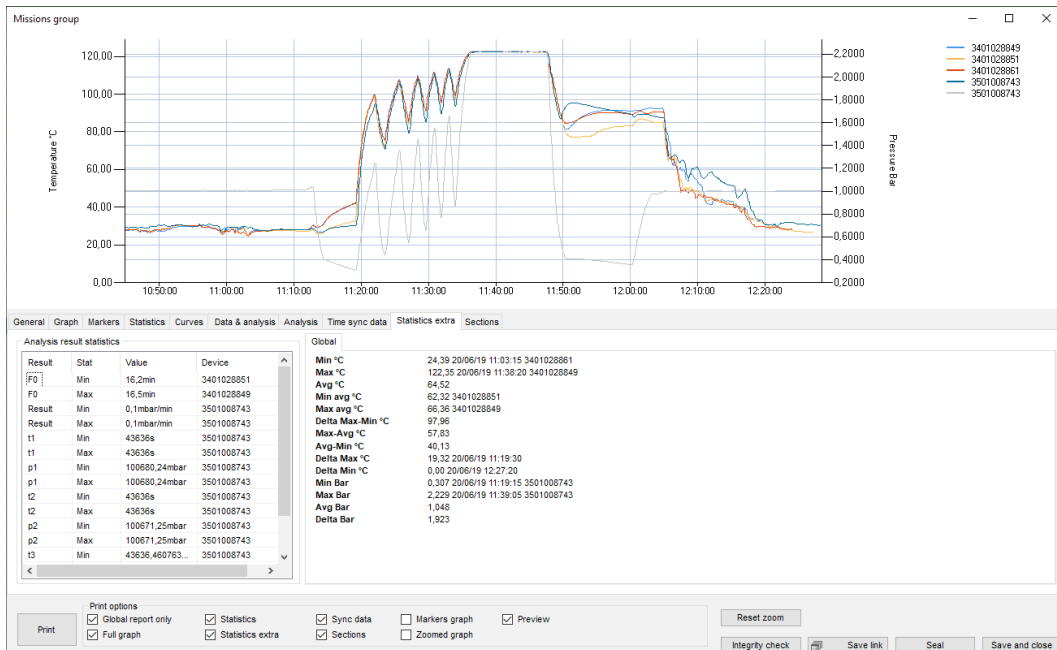 Missions group
120,00
100,00
80,00
60,00
40,00
20,00
0,00
Temperature °C
10:50:00 11:00:00 11:10:00 11:20:00 11:30:00 11:40:00 11:50:00 12:00:00 12:10:00 12:20:00
2,2000
2,0000
1,8000
1,6000
1,4000
1,2000
1,0000
0,8000
0,6000
0,4000
0,2000
Pressure Bar
3401028849
3401028851
3401028861
3501008743
3501008743
General Graph Markers Statistics Curves Data & analysis Analysis Time sync data Statistics extra Sections
Analysis result statistics
Result Stat Value Device
F0 Min 16,2min 3401028851
F0 Max 16,5min 3401028849
Result Min 0,1mbar/min 3501008743
Result Max 0,1mbar/min 3501008743
t1 Min 43636s 3501008743
t1 Max 43636s 3501008743
p1 Min 100680,24mbar 3501008743
p1 Max 100680,24mbar 3501008743
t2 Min 43636s 3501008743
t2 Max 43636s 3501008743
p2 Min 100671,25mbar 3501008743
p2 Max 100671,25mbar 3501008743
t3 Min 43636,460763... 3501008743
Global
Min °C 24,39 20/06/19 11:03:15 3401028861
Max °C 122,35 20/06/19 11:38:20 3401028849
Avg °C 64,52
Min avg °C 62,32 3401028851
Max avg °C 66,36 3401028849
Delta Max-Min °C 97,96
Max-Avg °C 57,83
Avg-Min °C 40,13
Delta Max °C 19,32 20/06/19 11:19:30
Delta Min °C 0,00 20/06/19 12:27:20
Min Bar 0,307 20/06/19 11:19:15 3501008743
Max Bar 2,229 20/06/19 11:39:05 3501008743
Avg Bar 1,048
Delta Bar 1,923
Print
Print options
Global report only Statistics Sync data Markers graph Preview
Full graph Statistics extra Sections Zoomed graph
Reset zoom
Integrity check Save link Seal Save and close